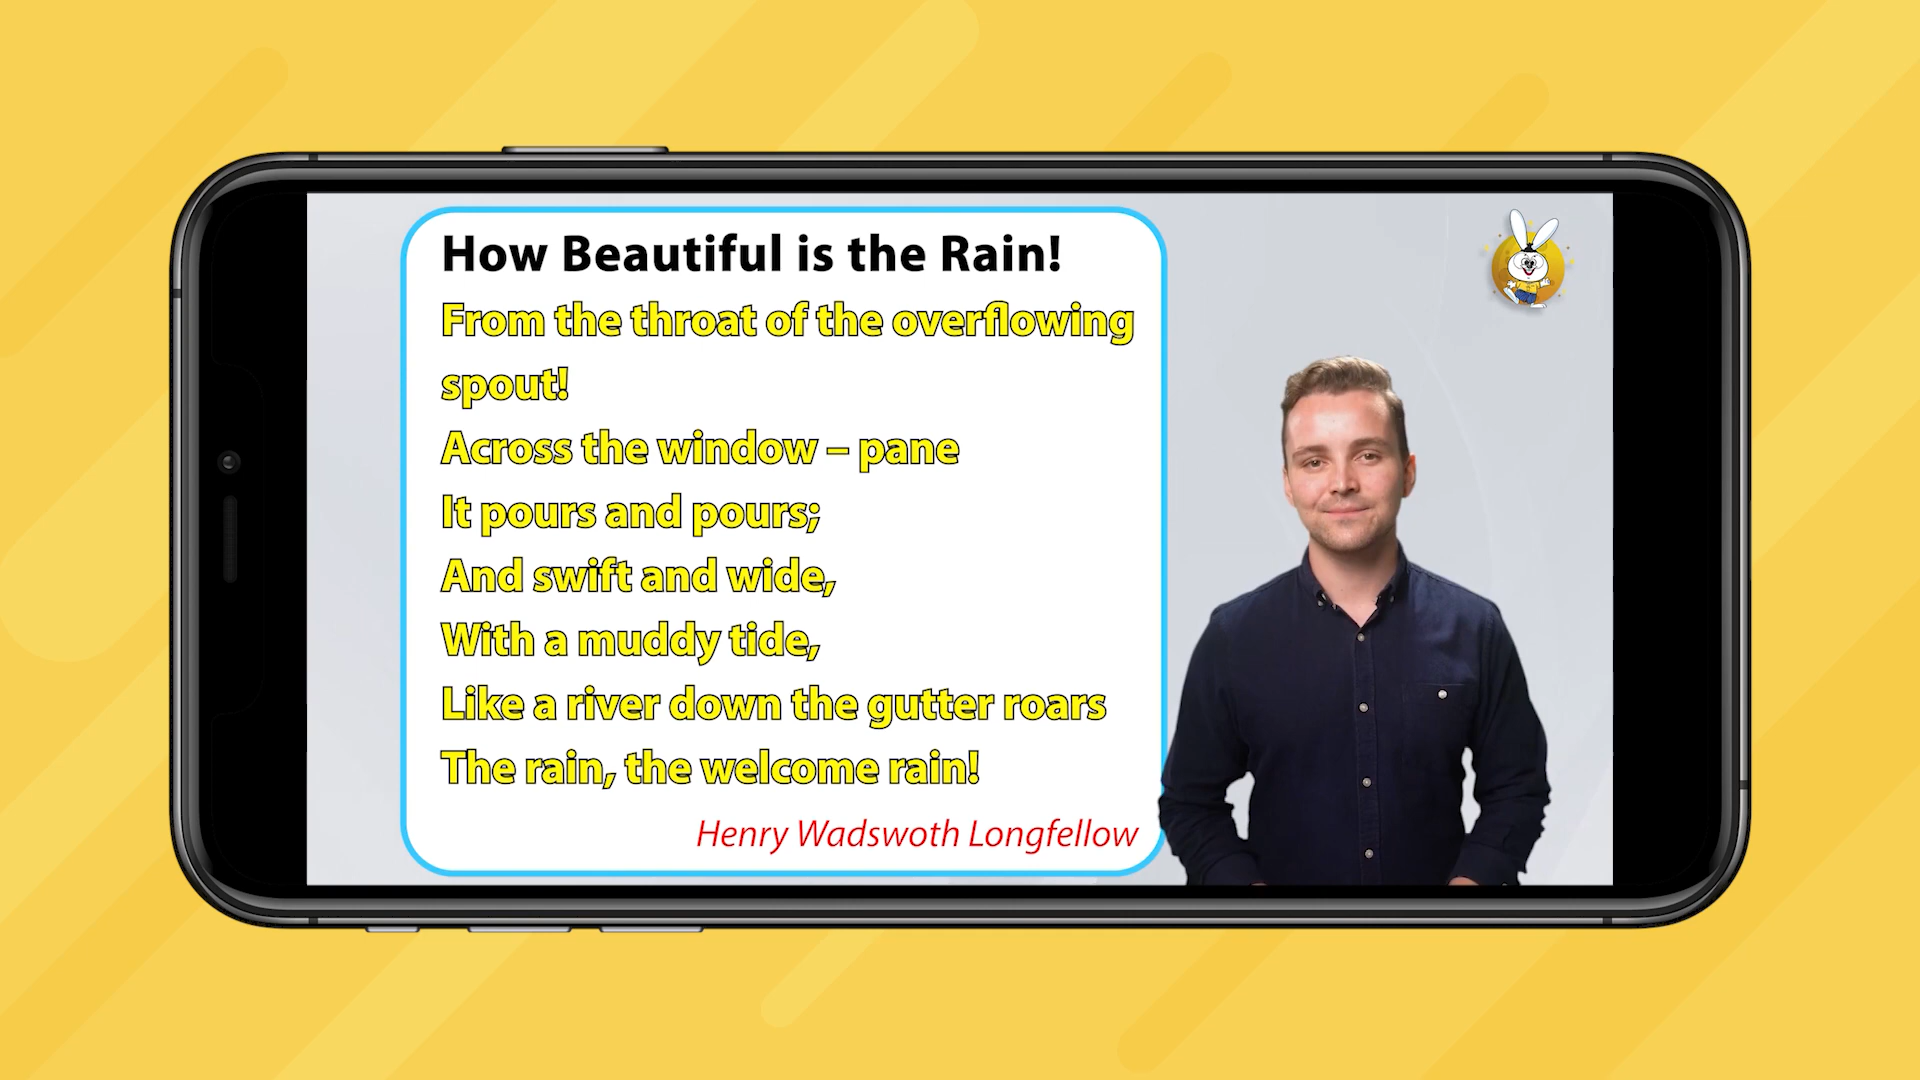 How Beautiful is the Rain!
From the throat of the overflowing
spout!
Across the window – pane
It pours and pours;
And swift and wide,
With a muddy tide,
Like a river down the gutter roars
The rain, the welcome rain!
Henry Wadswoth Longfellow